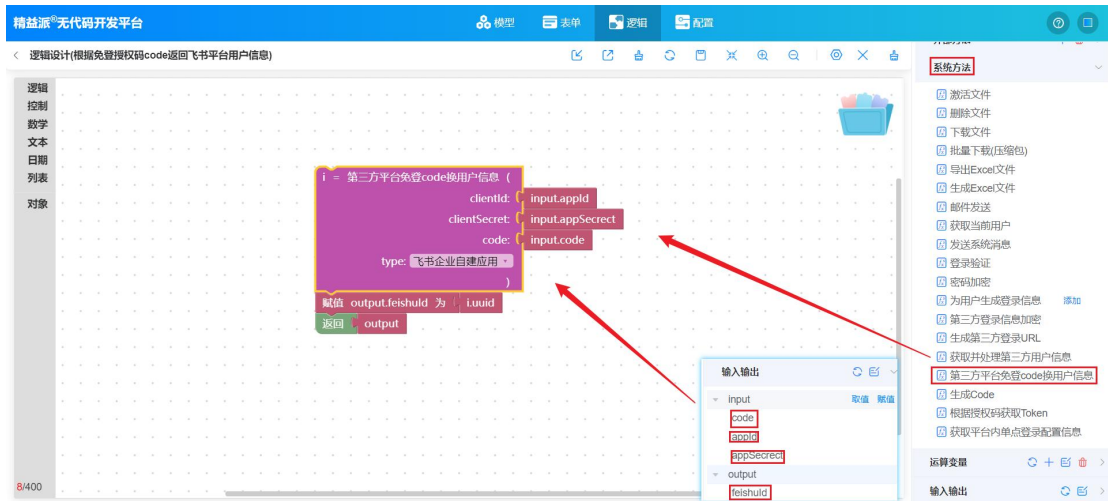 精益派®无代码开发平台
模型
表单
逻辑
配置
逻辑设计(根据免登授权码code返回飞书平台用户信息)
系统方法
逻辑
控制
数学
文本
日期
列表
对象
i = 第三方平台免登code换用户信息 (
clientId: input.appId
clientSecret: input.appSecrect
code: input.code
type: 飞书企业自建应用
)
赋值 output.feishuId 为 i.uuid
返回 output
8/400
输入输出
input 取值 赋值
code
appId
appSecrect
output
feishuId
激活文件
删除文件
下载文件
批量下载(压缩包)
导出Excel文件
生成Excel文件
邮件发送
获取当前用户
发送系统消息
登录验证
密码加密
为用户生成登录信息 添加
第三方登录信息加密
生成第三方登录URL
获取并处理第三方用户信息
第三方平台免登code换用户信息
生成Code
根据授权码获取Token
获取平台内单点登录配置信息
运算变量
输入输出